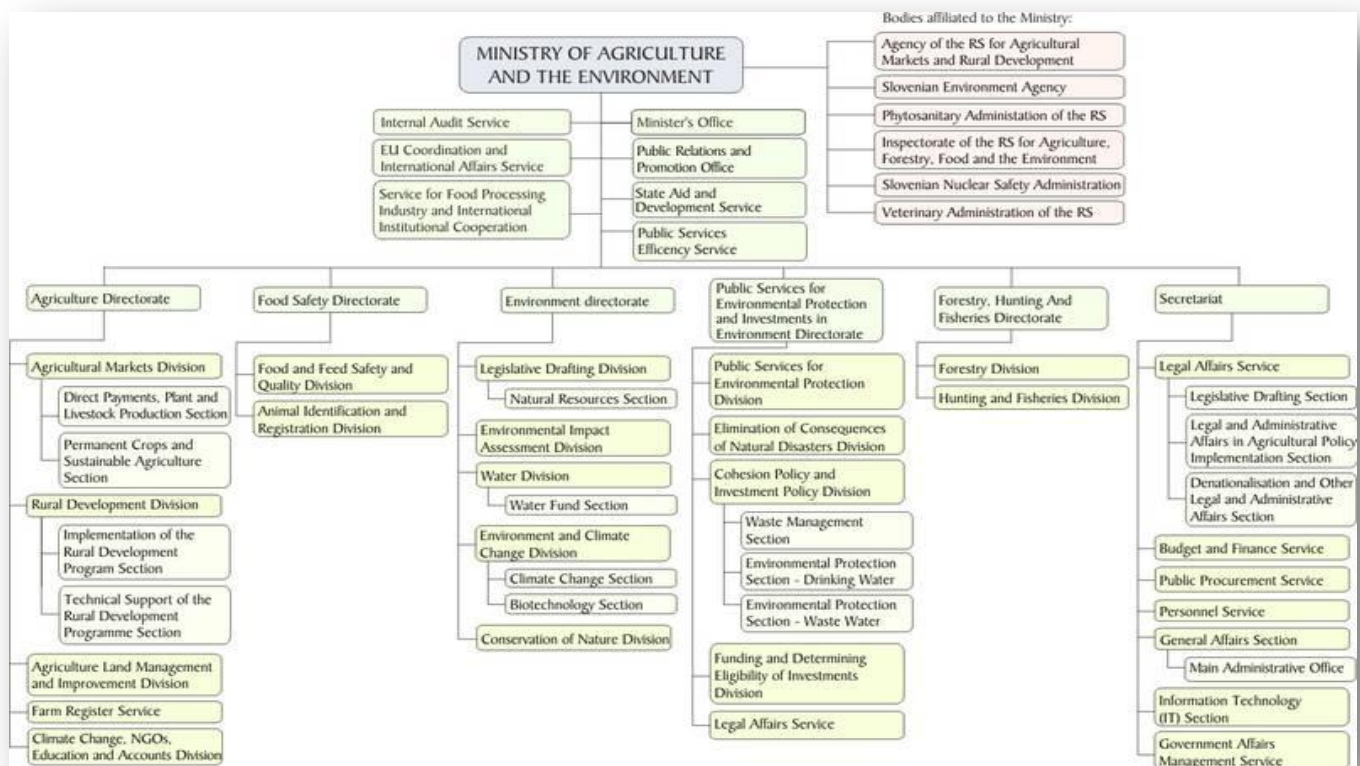 Bodies affiliated to the Ministry:
MINISTRY OF AGRICULTURE
AND THE ENVIRONMENT
Agency of the RS for Agricultural
Markets and Rural Development
Slovenian Environment Agency
Phytosanitary Administation of the RS
Inspectorate of the RS for Agriculture,
Forestry, Food and the Environment
Slovenian Nuclear Safety Administration
Veterinary Administration of the RS
Internal Audit Service
EU Coordination and
International Affairs Service
Service for Food Processing
Industry and International
Institutional Cooperation
Minister's Office
Public Relations and
Promotion Office
State Aid and
Development Service
Public Services
Efficency Service
Agriculture Directorate
Agricultural Markets Division
Direct Payments, Plant and
Livestock Production Section
Permanent Crops and
Sustainable Agriculture
Section
Rural Development Division
Implementation of the
Rural Development
Program Section
Technical Support of the
Rural Development
Programme Section
Agriculture Land Management
and Improvement Division
Farm Register Service
Climate Change, NGOs,
Education and Accounts Division
Food Safety Directorate
Food and Feed Safety and
Quality Division
Animal Identification and
Registration Division
Environment directorate
Legislative Drafting Division
Natural Resources Section
Environmental Impact
Assessment Division
Water Division
Water Fund Section
Environment and Climate
Change Division
Climate Change Section
Biotechnology Section
Conservation of Nature Division
Public Services for
Environmental Protection
and Investments in
Environment Directorate
Public Services for
Environmental Protection
Division
Elimination of Consequences
of Natural Disasters Division
Cohesion Policy and
Investment Policy Division
Waste Management
Section
Environmental Protection
Section - Drinking Water
Environmental Protection
Section - Waste Water
Funding and Determining
Eligibility of Investments
Division
Legal Affairs Service
Forestry, Hunting And
Fisheries Directorate
Forestry Division
Hunting and Fisheries Division
Secretariat
Legal Affairs Service
Legislative Drafting Section
Legal and Administrative
Affairs in Agricultural Policy
Implementation Section
Denationalisation and Other
Legal and Administrative
Affairs Section
Budget and Finance Service
Public Procurement Service
Personnel Service
General Affairs Section
Main Administrative Office
Information Technology
(IT) Section
Government Affairs
Management Service